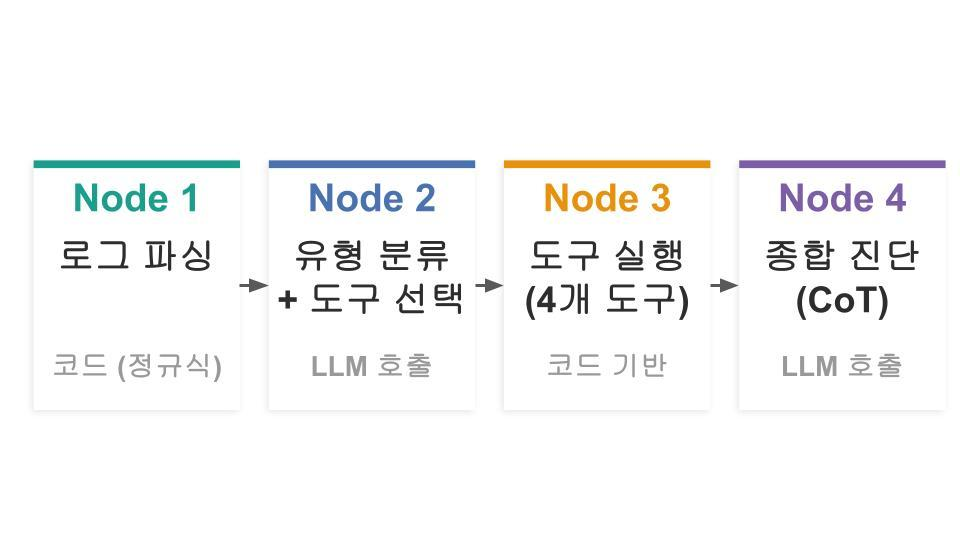 Node 1
로그 파싱
코드 (정규식)
Node 2
유형 분류
+ 도구 선택
LLM 호출
Node 3
도구 실행
(4개 도구)
코드 기반
Node 4
종합 진단
(CoT)
LLM 호출